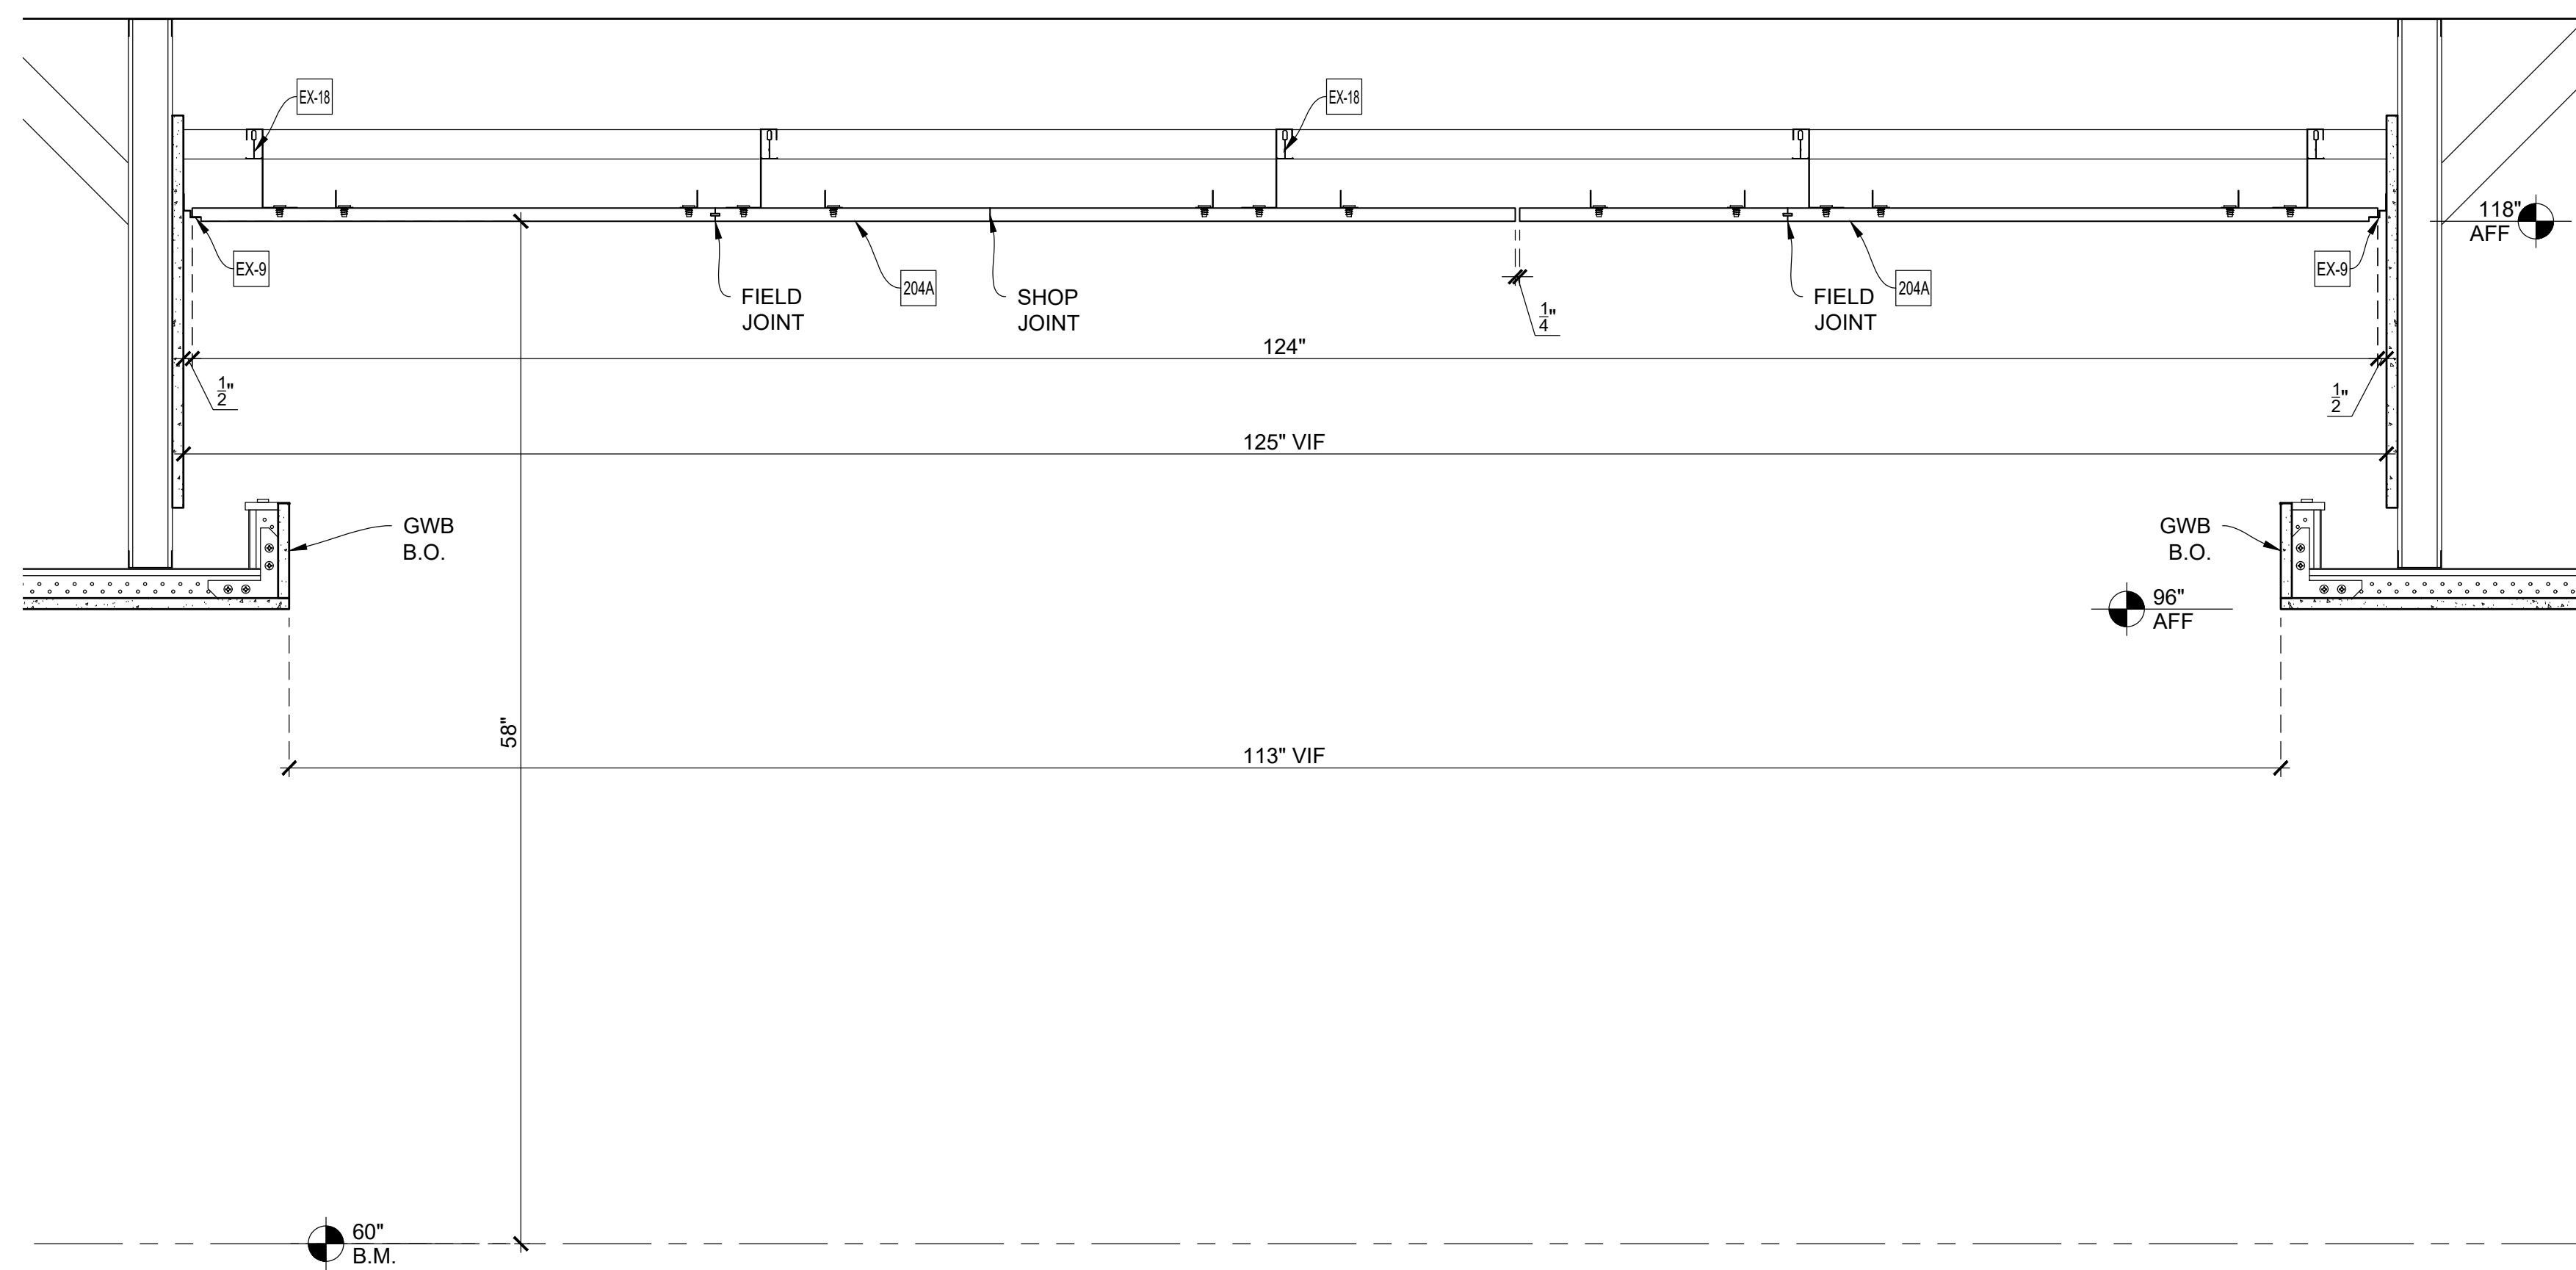 EX-18
EX-18
118"
AFF
EX-9
204A
EX-9
204A
FIELD
JOINT
SHOP
JOINT
FIELD
JOINT
1/4"
124"
1/2"
1/2"
125" VIF
GWB
B.O.
GWB
B.O.
96"
AFF
58"
113" VIF
60"
B.M.